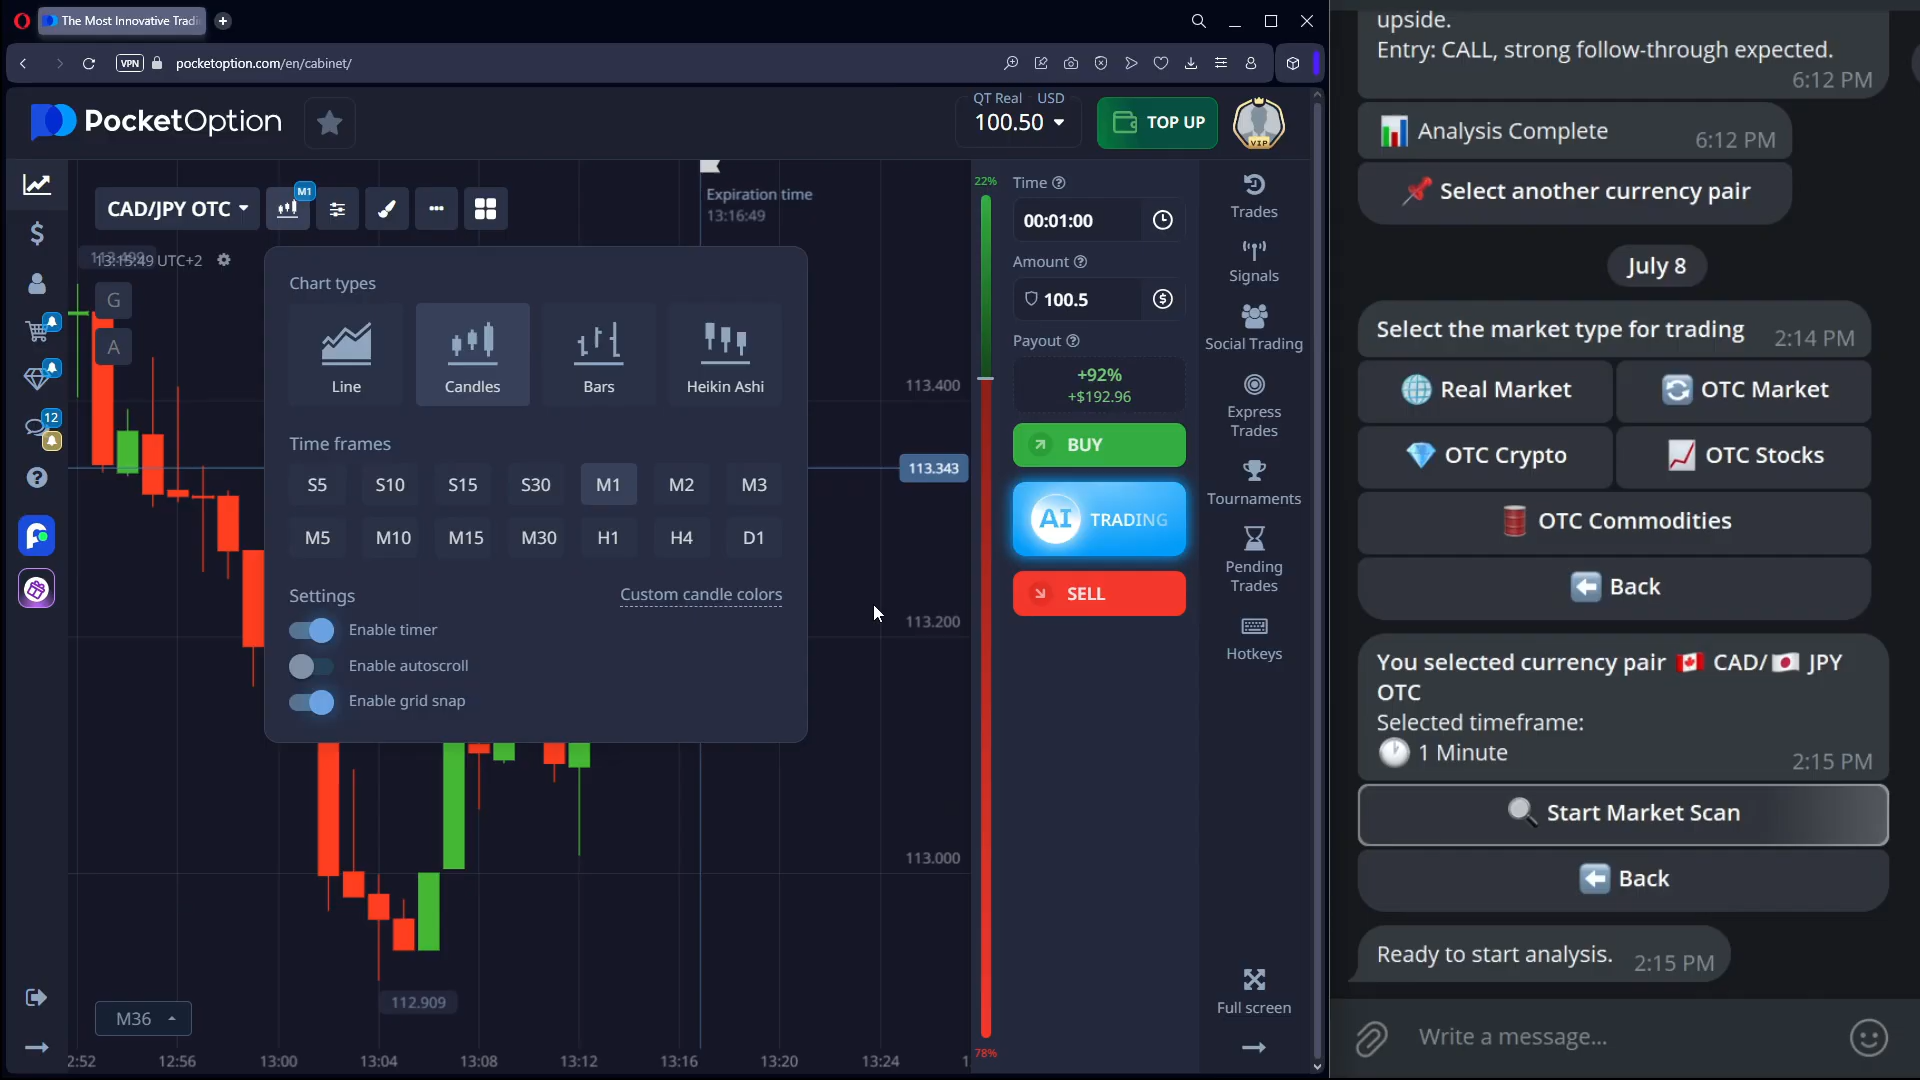 The Most Innovative Tradi
VPN
pocketoption.com/en/cabinet/
PocketOption
QT Real USD
100.50
TOP UP
VIP
CAD/JPY OTC
M1
Expiration time
13:16:49
113.499
13:15:49 UTC+2
G
A
Chart types
Line
Candles
Bars
Heikin Ashi
Time frames
S5 S10 S15 S30 M1 M2 M3
M5 M10 M15 M30 H1 H4 D1
Settings
Custom candle colors
Enable timer
Enable autoscroll
Enable grid snap
12
113.400
113.343
113.200
113.000
112.909
M36
2:52 12:56 13:00 13:04 13:08 13:12 13:16 13:20 13:24 1
22%
78%
Time
00:01:00
Amount
100.5
$
Payout
+92%
+$192.96
BUY
AI TRADING
SELL
Trades
Signals
Social Trading
Express
Trades
Tournaments
Pending
Trades
Hotkeys
Full screen
upside.
Entry: CALL, strong follow-through expected.
6:12 PM
Analysis Complete
6:12 PM
Select another currency pair
July 8
Select the market type for trading
2:14 PM
Real Market
OTC Market
OTC Crypto
OTC Stocks
OTC Commodities
Back
You selected currency pair CAD/ JPY
OTC
Selected timeframe:
1 Minute
2:15 PM
Start Market Scan
Back
Ready to start analysis.
2:15 PM
Write a message...